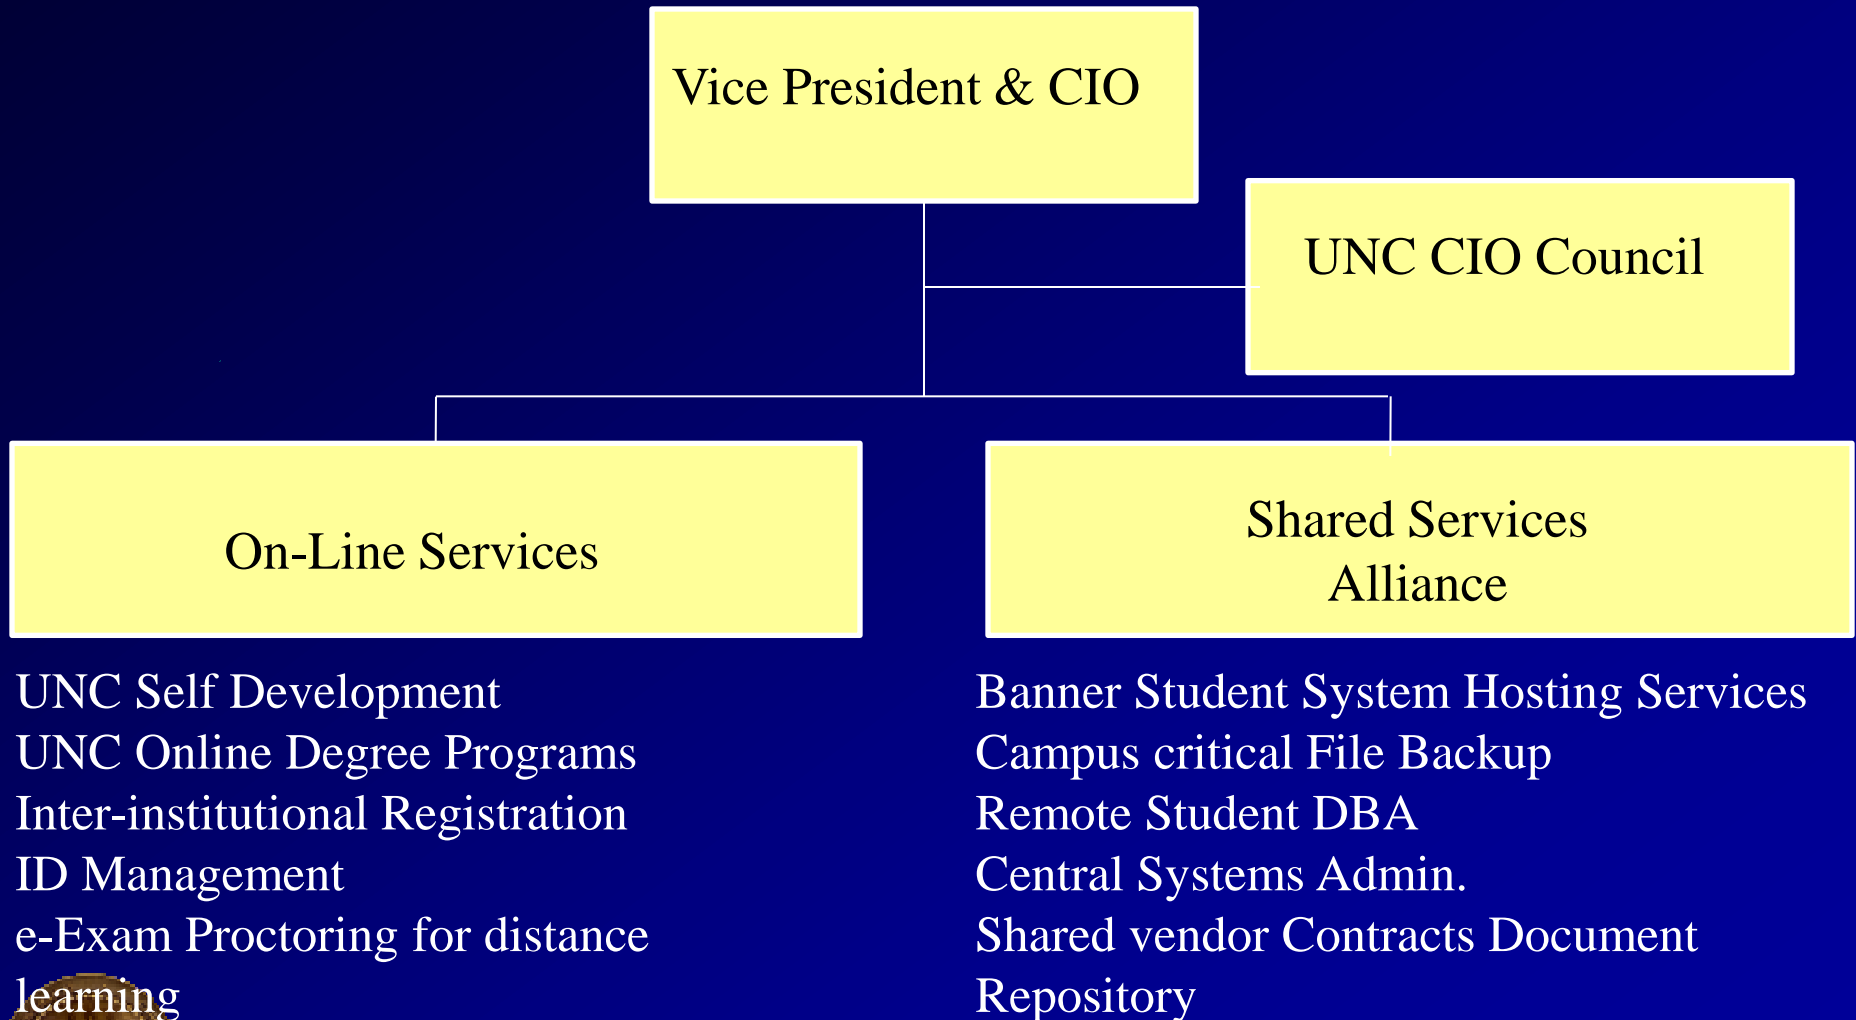 Vice President & CIO
UNC CIO Council
On-Line Services
Shared Services
Alliance
UNC Self Development
UNC Online Degree Programs
Inter-institutional Registration
ID Management
e-Exam Proctoring for distance
learning
Banner Student System Hosting Services
Campus critical File Backup
Remote Student DBA
Central Systems Admin.
Shared vendor Contracts Document
Repository